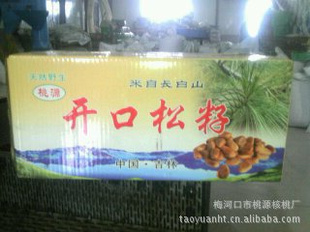 天然野生
桃源
来自长白山
开口松籽
中国·吉林
梅河口市桃源核桃厂
taoyuanht.cn.alibaba.com